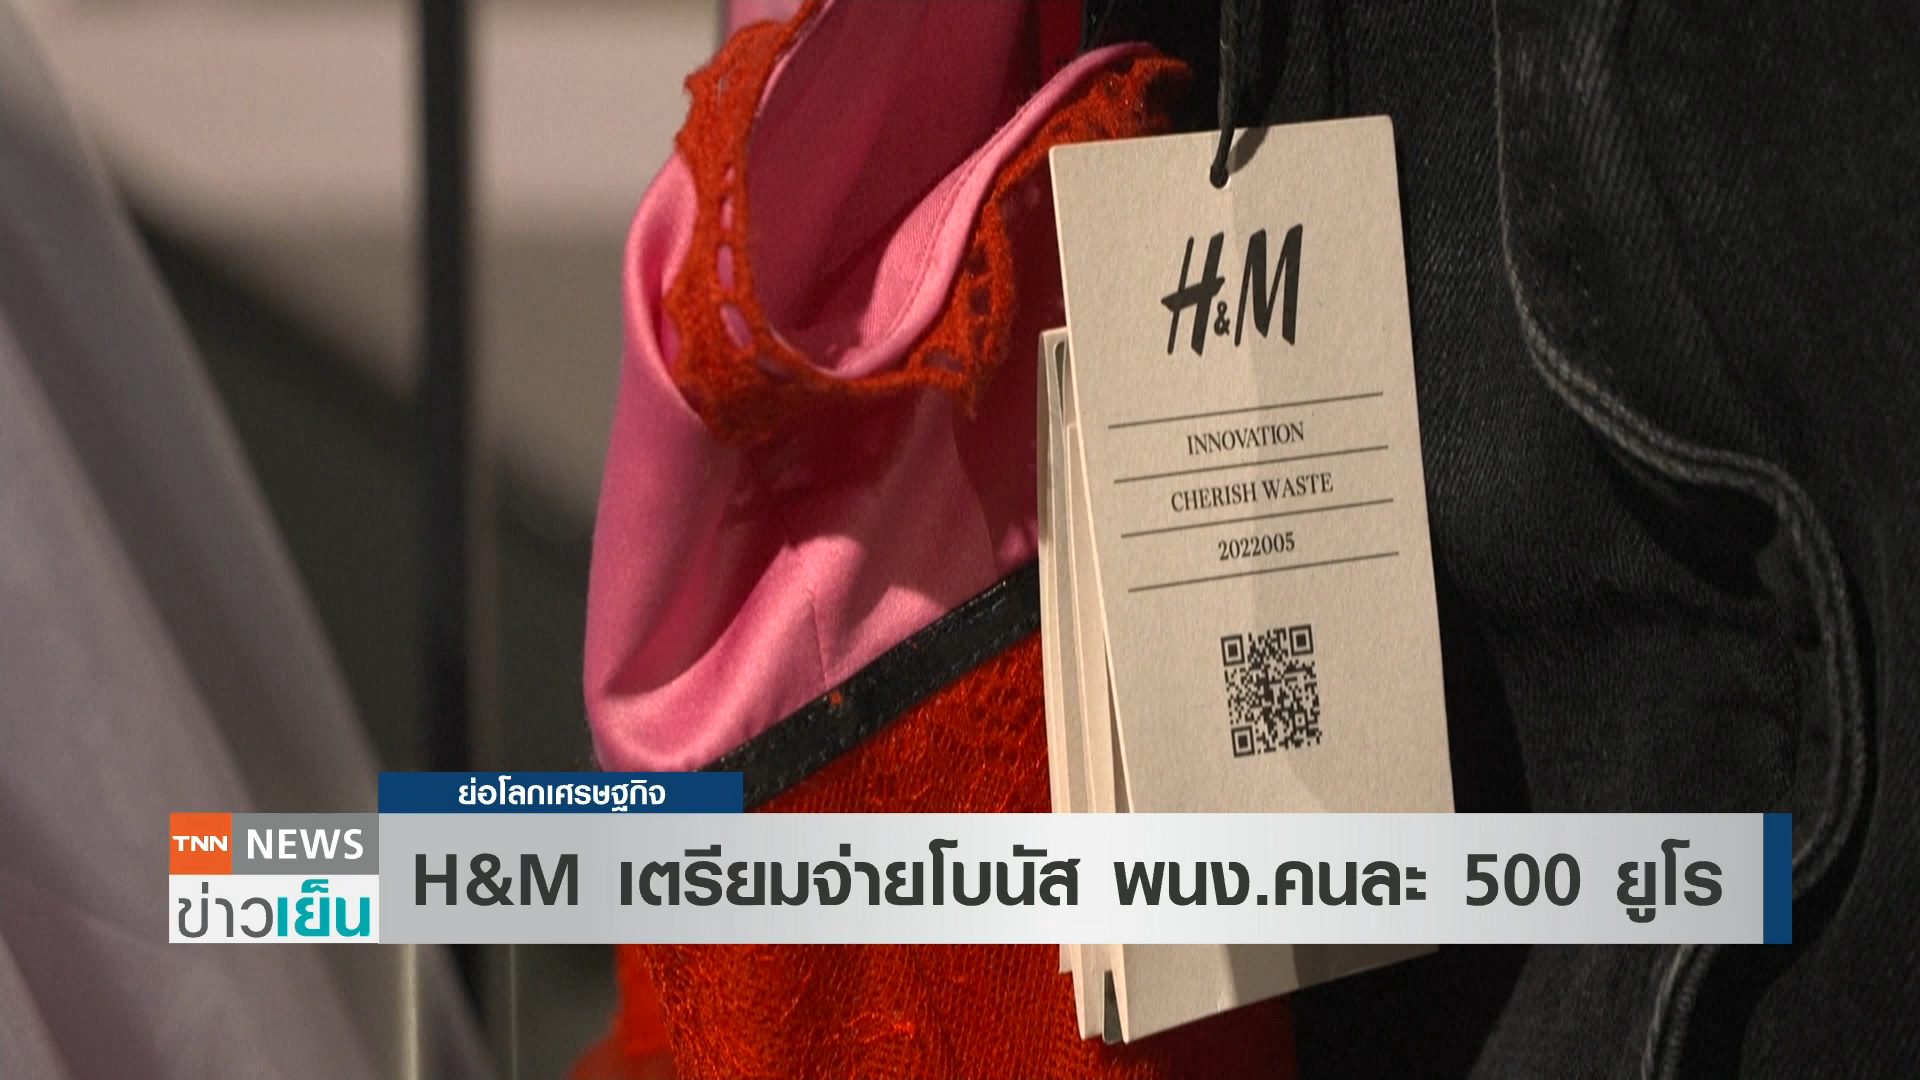 H&M
INNOVATION
CHERISH WASTE
2022005
ย่อโลกเศรษฐกิจ
TNN NEWS
ข่าวเย็น
H&M เตรียมจ่ายโบนัส พนง.คนละ 500 ยูโร